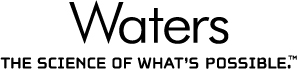 Waters
THE SCIENCE OF WHAT'S POSSIBLE.™